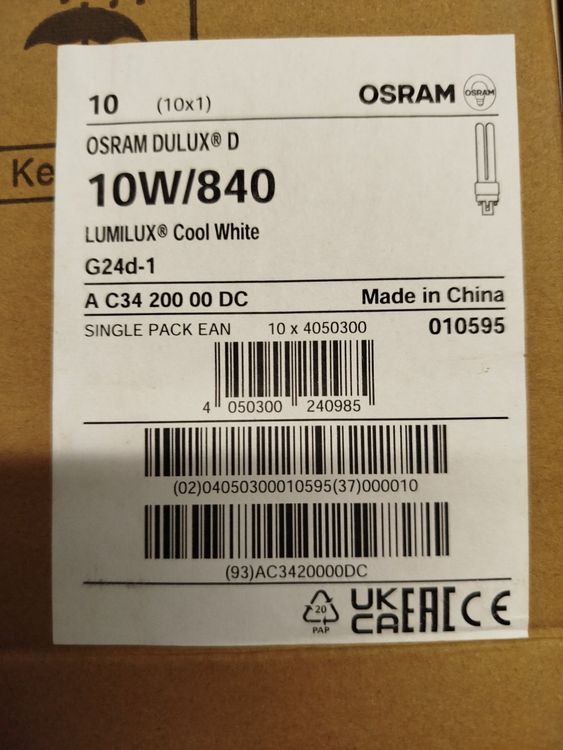 10 (10x1) OSRAM OSRAM
OSRAM DULUX® D
Ke
10W/840
LUMILUX® Cool White
G24d-1
A C34 200 00 DC Made in China
SINGLE PACK EAN 10 x 4050300 010595
4 050300 240985
(02)04050300010595(37)000010
(93)AC3420000DC
20
PAP
UK
CA EAC CE